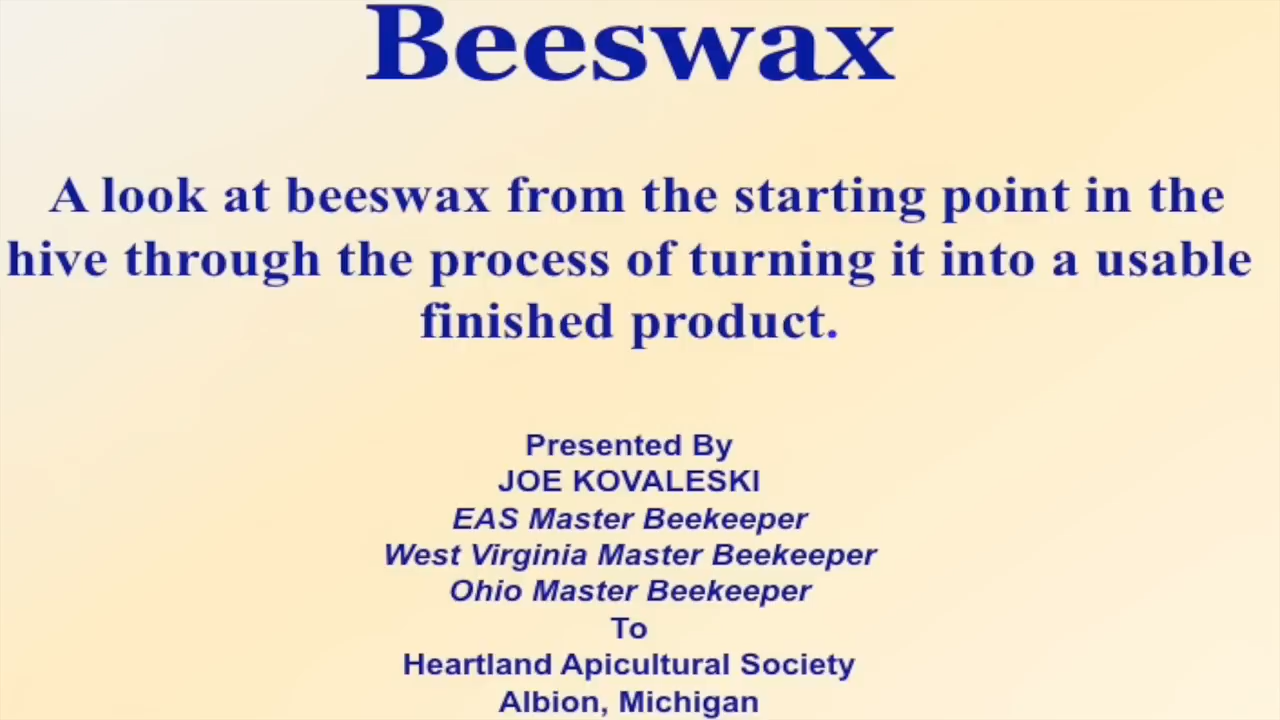 Beeswax
A look at beeswax from the starting point in the
hive through the process of turning it into a usable
finished product.
Presented By
JOE KOVALESKI
EAS Master Beekeeper
West Virginia Master Beekeeper
Ohio Master Beekeeper
To
Heartland Apicultural Society
Albion, Michigan